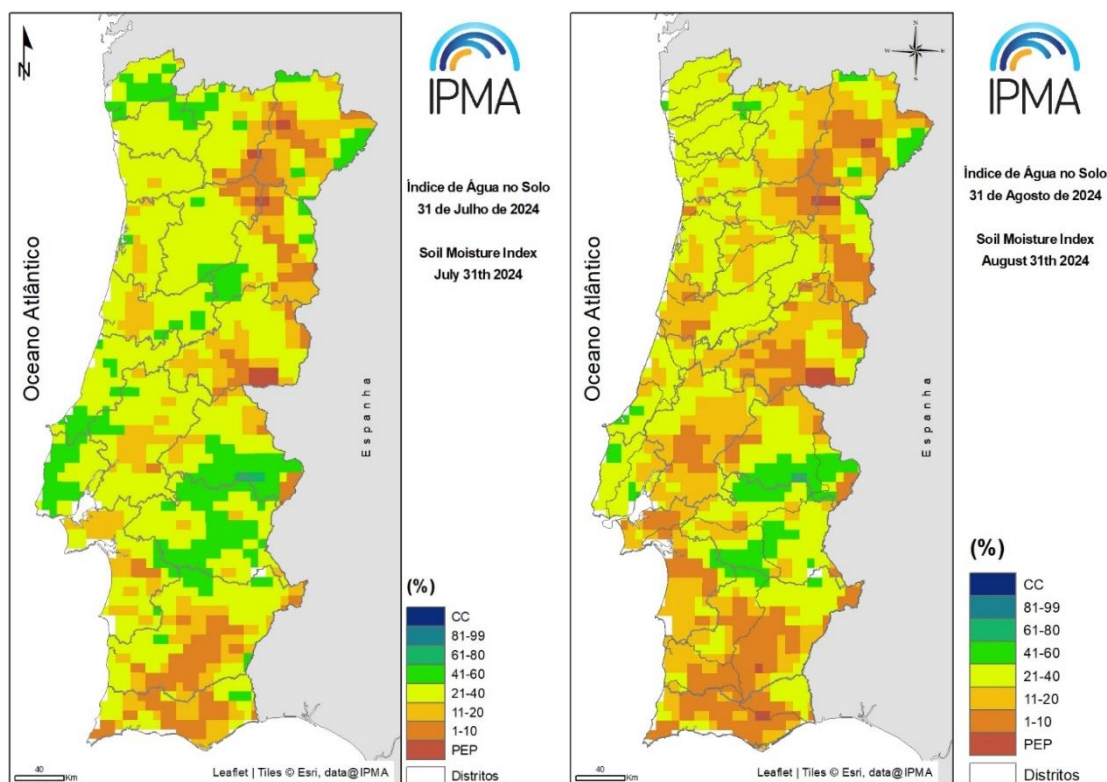 N
IPMA
Índice de Água no Solo
31 de Julho de 2024
Soil Moisture Index
July 31th 2024
Oceano Atlântico
Espanha
(%)
CC
81-99
61-80
41-60
21-40
11-20
1-10
PEP
Distritos
40
Km
Leaflet | Tiles © Esri, data@IPMA
N
W
E
S
IPMA
Índice de Água no Solo
31 de Agosto de 2024
Soil Moisture Index
August 31th 2024
Oceano Atlântico
Espanha
(%)
CC
81-99
61-80
41-60
21-40
11-20
1-10
PEP
Distritos
40
Km
Leaflet | Tiles © Esri, data@IPMA